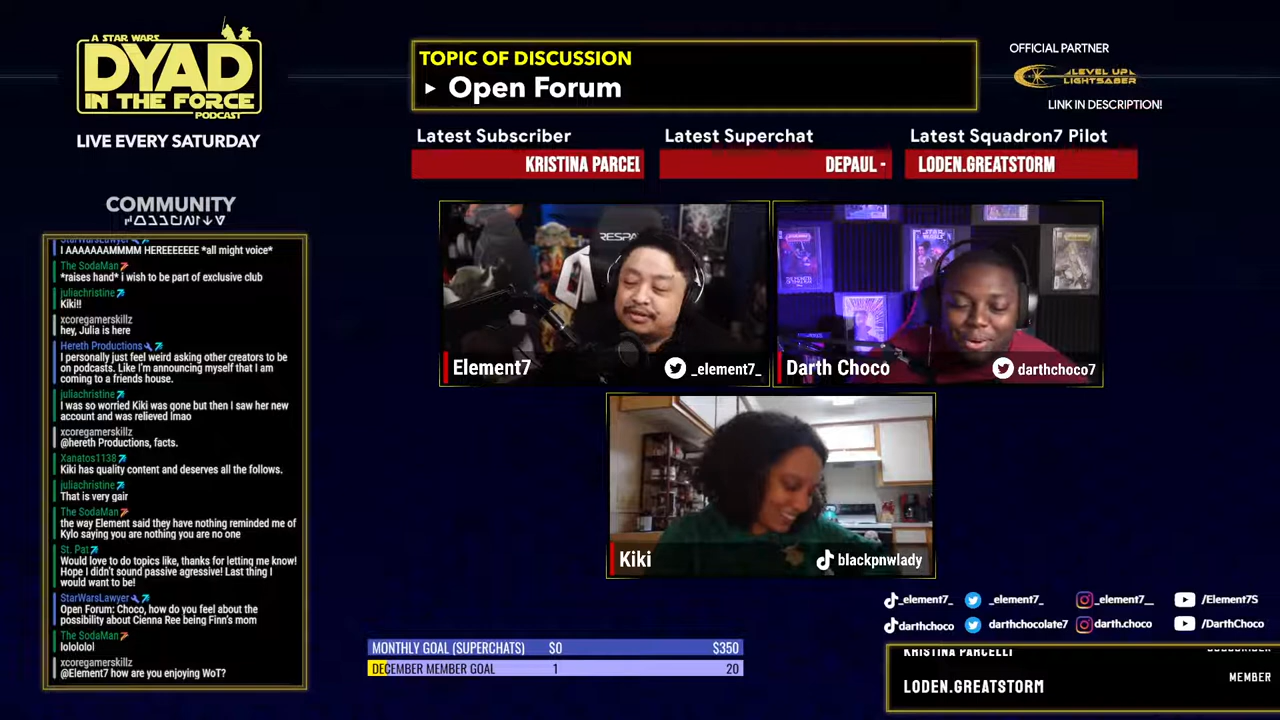 A STAR WARS
DYAD
IN THE FORCE
PODCAST
LIVE EVERY SATURDAY
TOPIC OF DISCUSSION
Open Forum
OFFICIAL PARTNER
LEVEL UP
LIGHTSABER
LINK IN DESCRIPTION!
Latest Subscriber
KRISTINA PARCEL
Latest Superchat
DEPAUL -
Latest Squadron7 Pilot
LODEN.GREATSTORM
COMMUNITY
StarWarsLawyer
I AAAAAAAMMMM HEREEEEEEE *all might voice*
The SodaMan
*raises hand* i wish to be part of exclusive club
juliachristine
Kiki!!
xcoregamerskillz
hey, Julia is here
Hereth Productions
I personally just feel weird asking other creators to be
on podcasts. Like I'm announcing myself that I am
coming to a friends house.
juliachristine
I was so worried Kiki was gone but then I saw her new
account and was relieved lmao
xcoregamerskillz
@hereth Productions, facts.
Xanatos1138
Kiki has quality content and deserves all the follows.
juliachristine
That is very gair
The SodaMan
the way Element said they have nothing reminded me of
Kylo saying you are nothing you are no one
St. Pat
Would love to do topics like, thanks for letting me know!
Hope I didn't sound passive agressive! Last thing I
would want to be!
StarWarsLawyer
Open Forum: Choco, how do you feel about the
possibility about Cienna Ree being Finn's mom
The SodaMan
lolololol
xcoregamerskillz
@Element7 how are you enjoying WoT?
Element7
_element7_
Darth Choco
darthchoco7
Kiki
blackpnwlady
MONTHLY GOAL (SUPERCHATS) $0 $350
DECEMBER MEMBER GOAL 1 20
_element7_ _element7_ _element7__ /Element7S
darthchoco darthchocolate7 darth.choco /DarthChoco
KRISTINA PARCELLI SUBSCRIBER
LODEN.GREATSTORM MEMBER